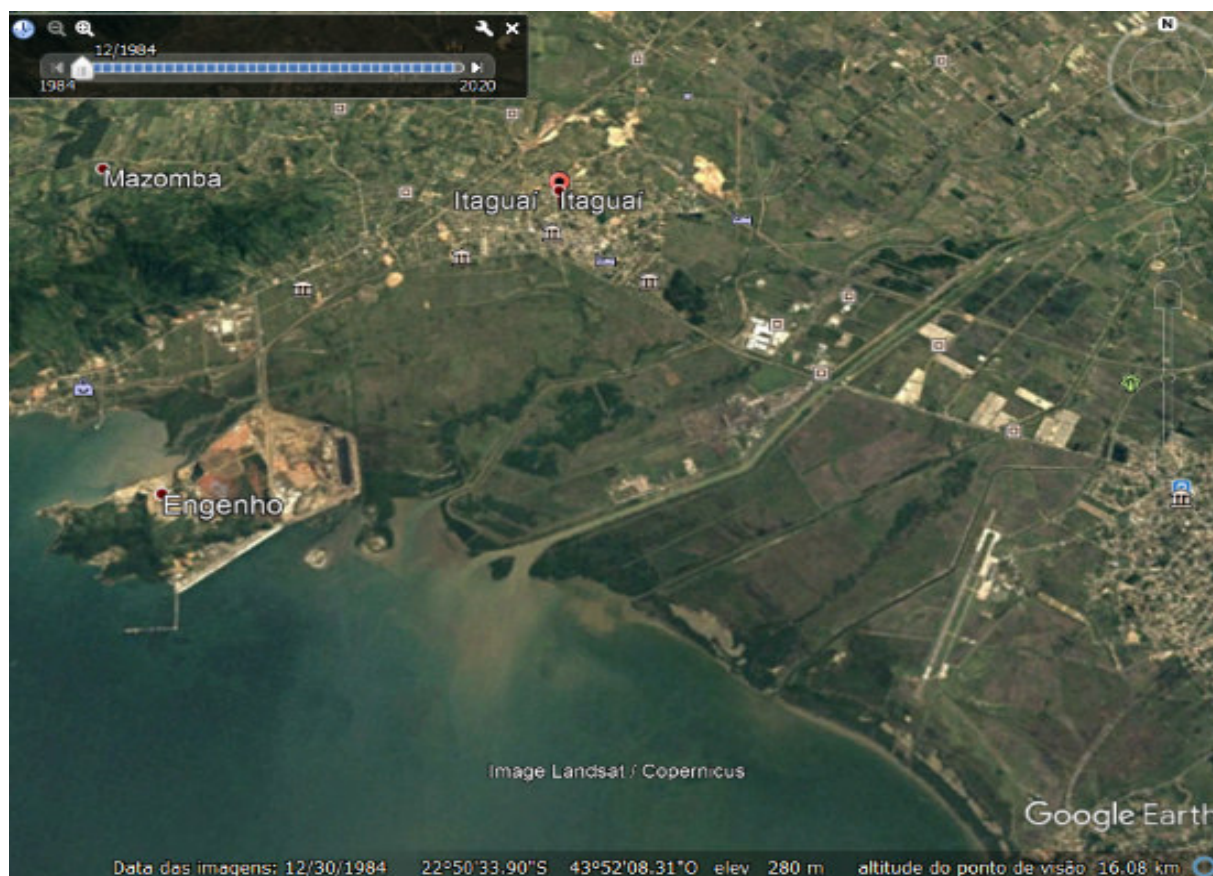 N
12/1984
1984 2020
Mazomba
Itaguaí Itaguaí
Engenho
Image Landsat / Copernicus
Google Earth
Data das imagens: 12/30/1984 22°50'33.90"S 43°52'08.31"O elev 280 m altitude do ponto de visão 16.08 km